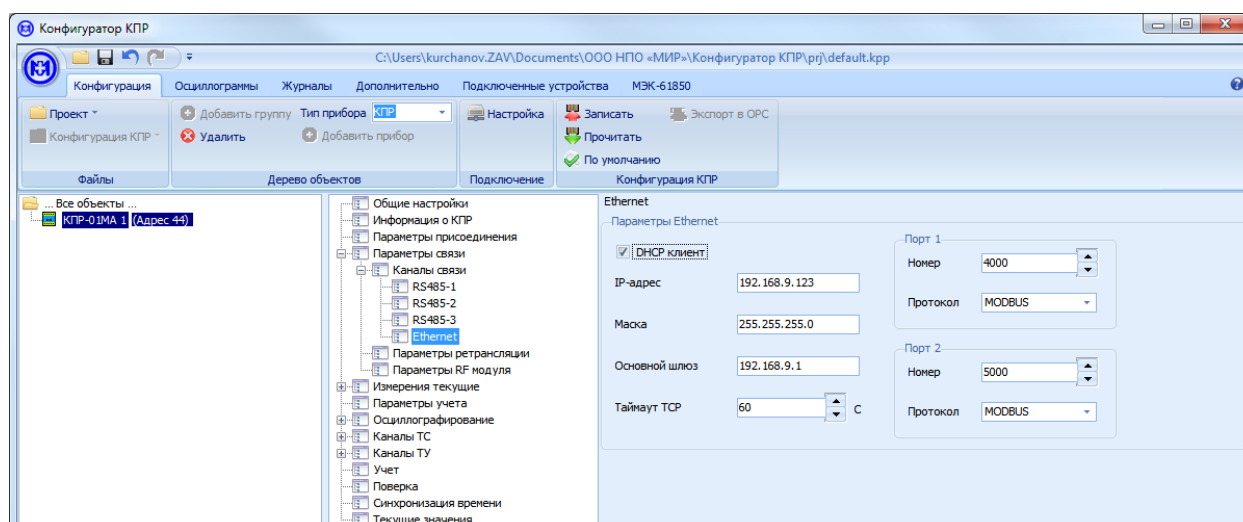 Конфигуратор КПР
C:\Users\kurchanov.ZAV\Documents\ООО НПО «МИР»\Конфигуратор КПР\prj\default.kpp
Конфигурация Осциллограммы Журналы Дополнительно Подключенные устройства МЭК-61850
Проект
Конфигурация КПР
Файлы
Добавить группу Тип прибора КПР
Удалить Добавить прибор
Дерево объектов
Настройка
Подключение
Записать Экспорт в OPC
Прочитать
По умолчанию
Конфигурация КПР
... Все объекты ...
КПР-01МА 1 (Адрес 44)
Общие настройки
Информация о КПР
Параметры присоединения
Параметры связи
Каналы связи
RS485-1
RS485-2
RS485-3
Ethernet
Параметры ретрансляции
Параметры RF модуля
Измерения текущие
Параметры учета
Осциллографирование
Каналы ТС
Каналы ТУ
Учет
Поверка
Синхронизация времени
Текущие значения
Ethernet
Параметры Ethernet
DHCP клиент
IP-адрес 192.168.9.123
Маска 255.255.255.0
Основной шлюз 192.168.9.1
Таймаут TCP 60 С
Порт 1
Номер 4000
Протокол MODBUS
Порт 2
Номер 5000
Протокол MODBUS